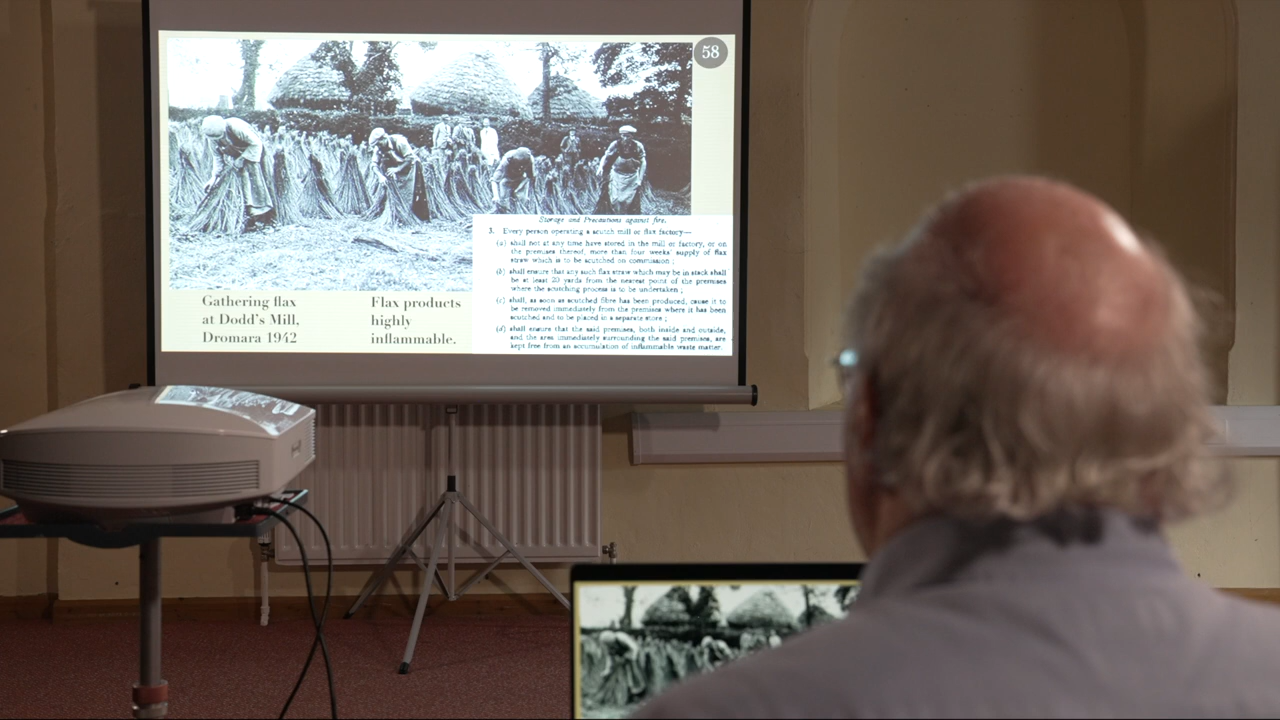 58
Storage and Precautions against fire.
3. Every person operating a scutch mill or flax factory—
(a) shall not at any time have stored in the mill or factory, or on
the premises thereof, more than four weeks' supply of flax
straw which is to be scutched on commission ;
(b) shall ensure that any such flax straw which may be in stack shall
be at least 20 yards from the nearest point of the premises
where the scutching process is to be undertaken ;
(c) shall, as soon as scutched fibre has been produced, cause it to
be removed immediately from the premises where it has been
scutched and to be placed in a separate store ;
(d) shall ensure that the said premises, both inside and outside,
and the area immediately surrounding the said premises, are
kept free from an accumulation of inflammable waste matter.
Gathering flax
at Dodd's Mill,
Dromara 1942
Flax products
highly
inflammable.